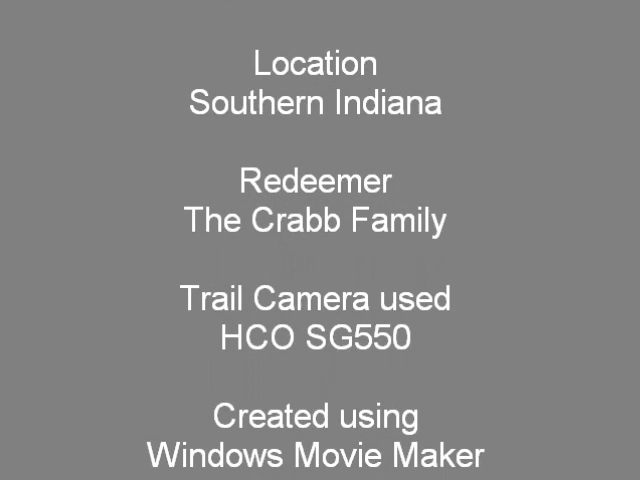 Location
Southern Indiana
Redeemer
The Crabb Family
Trail Camera used
HCO SG550
Created using
Windows Movie Maker